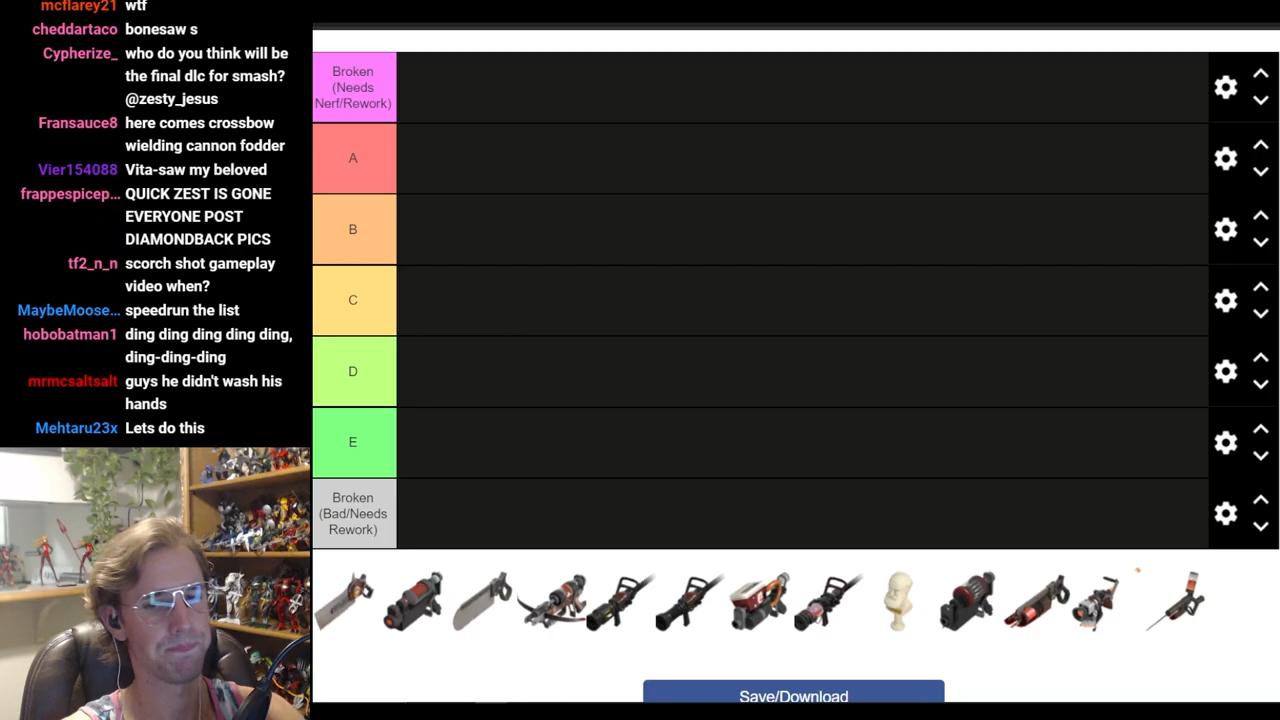 mcflarey21 wtf
cheddartaco bonesaw s
Cypherize_ who do you think will be
the final dlc for smash?
@zesty_jesus
Fransauce8 here comes crossbow
wielding cannon fodder
Vier154088 Vita-saw my beloved
frappespicep... QUICK ZEST IS GONE
EVERYONE POST
DIAMONDBACK PICS
tf2_n_n scorch shot gameplay
video when?
MaybeMoose... speedrun the list
hobobatman1 ding ding ding ding ding,
ding-ding-ding
mrmcsaltsalt guys he didn't wash his
hands
Mehtaru23x Lets do this
Broken
(Needs
Nerf/Rework)
A
B
C
D
E
Broken
(Bad/Needs
Rework)
Save/Download